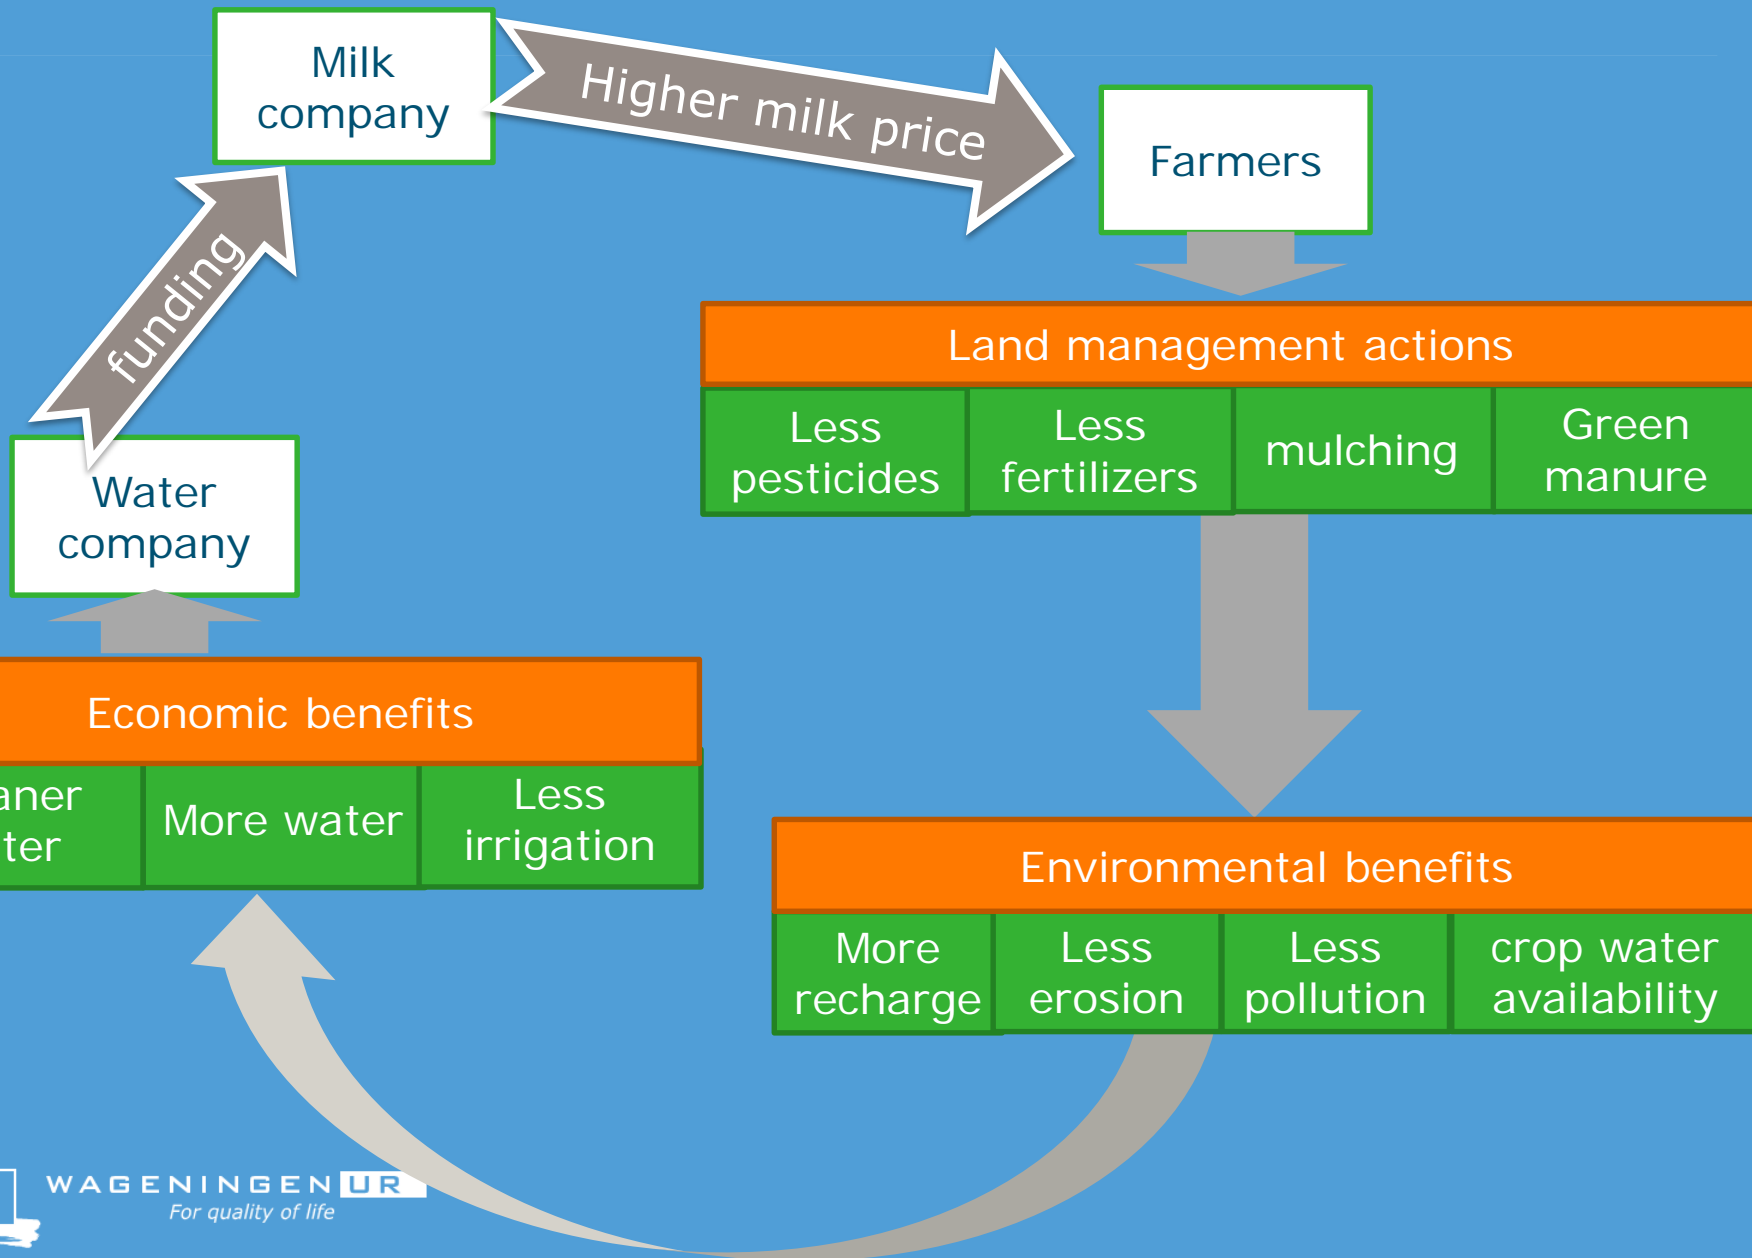 Milk
company
Higher milk price
Farmers
funding
Land management actions
Less
pesticides
Less
fertilizers
mulching
Green
manure
Water
company
Economic benefits
More water
Less
irrigation
Environmental benefits
More
recharge
Less
erosion
Less
pollution
crop water
availability
WAGENINGEN UR
For quality of life